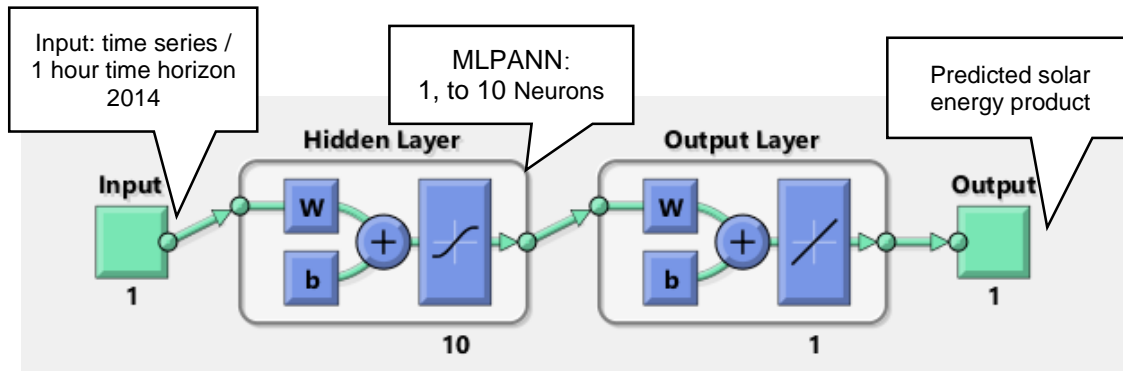 Input: time series /
1 hour time horizon
2014
MLPANN:
1, to 10 Neurons
Predicted solar
energy product
Hidden Layer
Output Layer
Input
Output
W
b
+
W
b
+
1
10
1
1